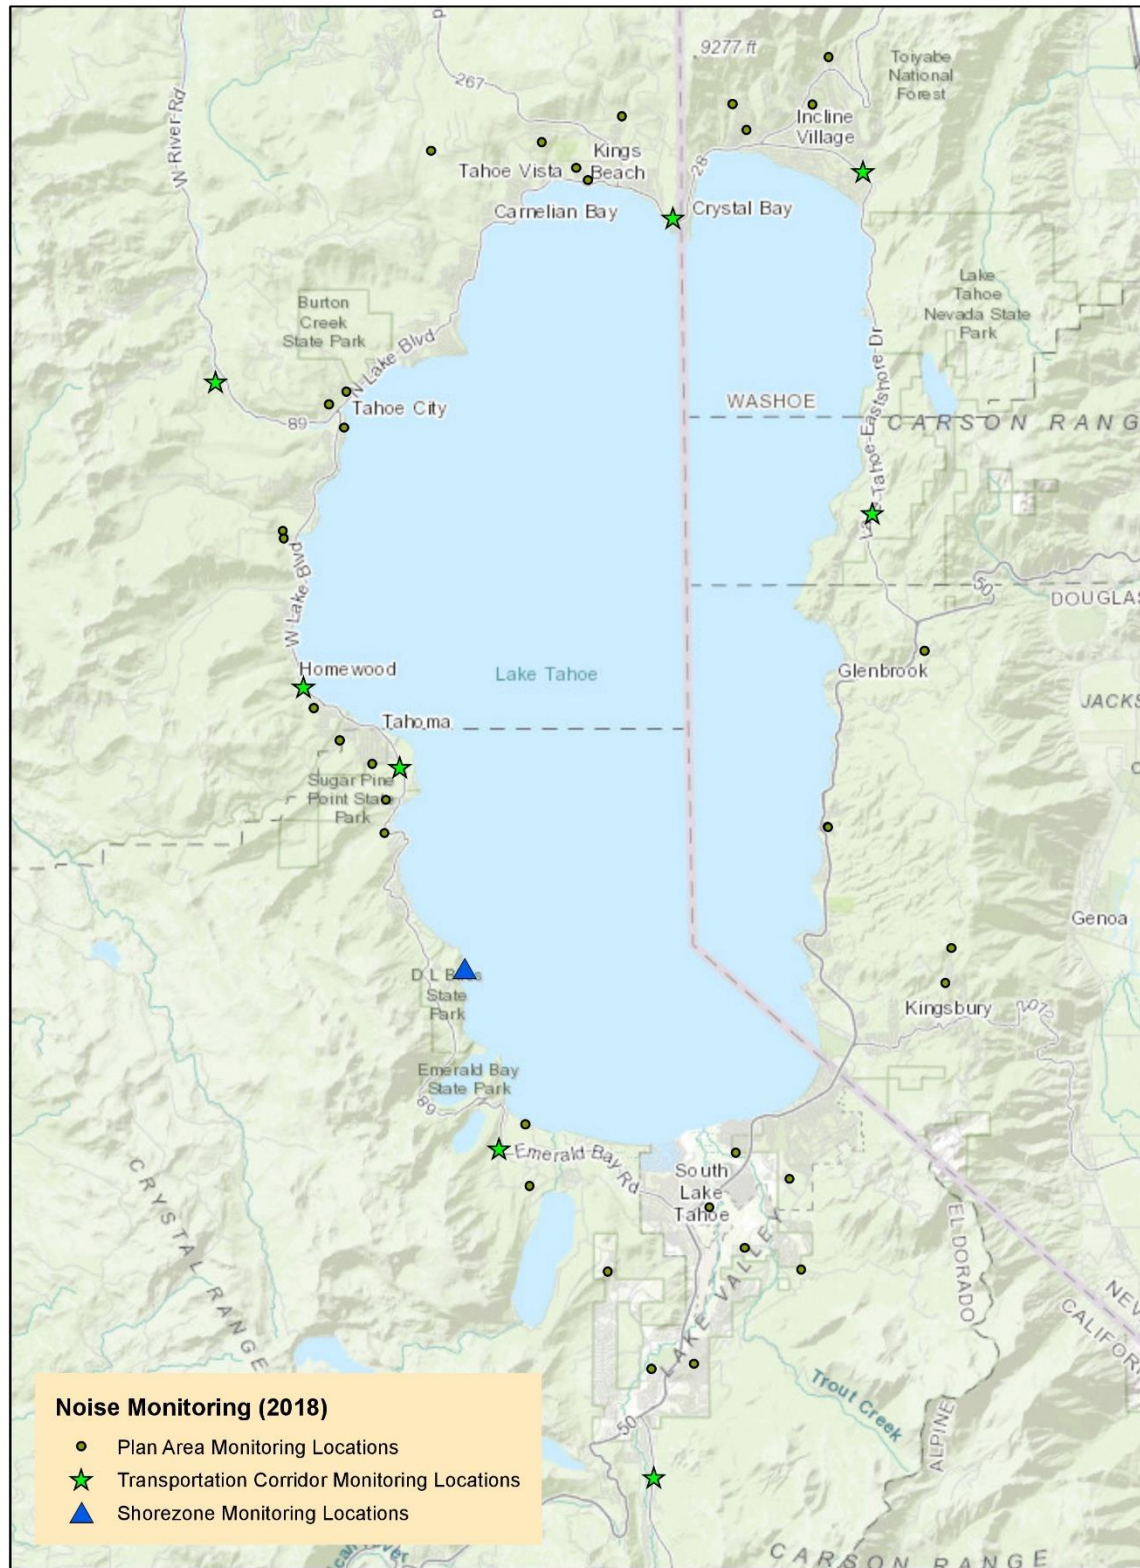 9277 ft
Toiyabe
National
Forest
267
W River Rd
Incline
Village
Kings
Beach
Tahoe Vista
28
Carnelian Bay
Crystal Bay
Burton
Creek
State Park
Lake
Tahoe
Nevada State
Park
N Lake Blvd
Tahoe-Eastshore Dr
WASHOE
Tahoe City
89
CARSON RANG
W Lake Blvd
50
DOUGLAS
Homewood
Lake Tahoe
Glenbrook
JACKS
Tahoma
Sugar Pine
Point State
Park
Genoa
D L
State
Park
Kingsbury
207
Emerald Bay
State Park
89
Emerald Bay Rd
South
Lake
Tahoe
CRYSTAL RANGE
LAKE VALLEY
ELDORADO
NEV
CALIFORN
Trout Creek
ALPINE
50
Noise Monitoring (2018)
Plan Area Monitoring Locations
Transportation Corridor Monitoring Locations
Shorezone Monitoring Locations
CARSON RANGE